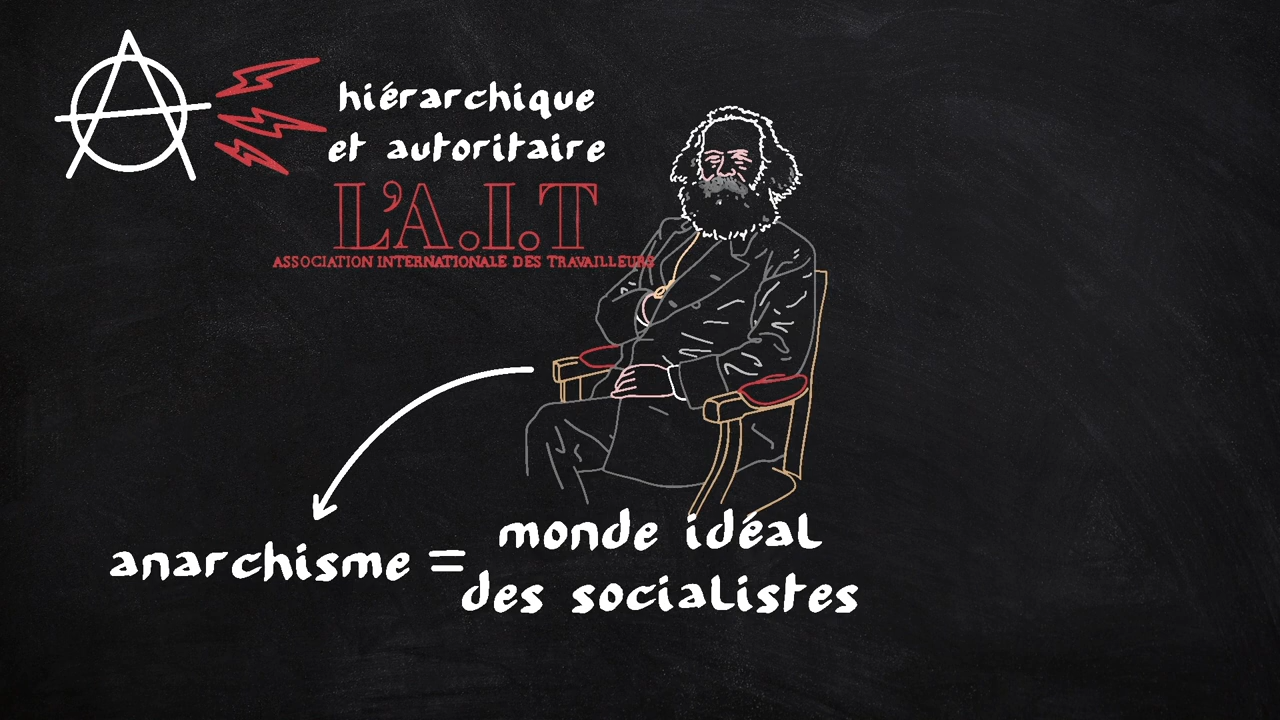 hiérarchique
et autoritaire
L'A.I.T
ASSOCIATION INTERNATIONALE DES TRAVAILLEURS
anarchisme =
monde idéal
des socialistes